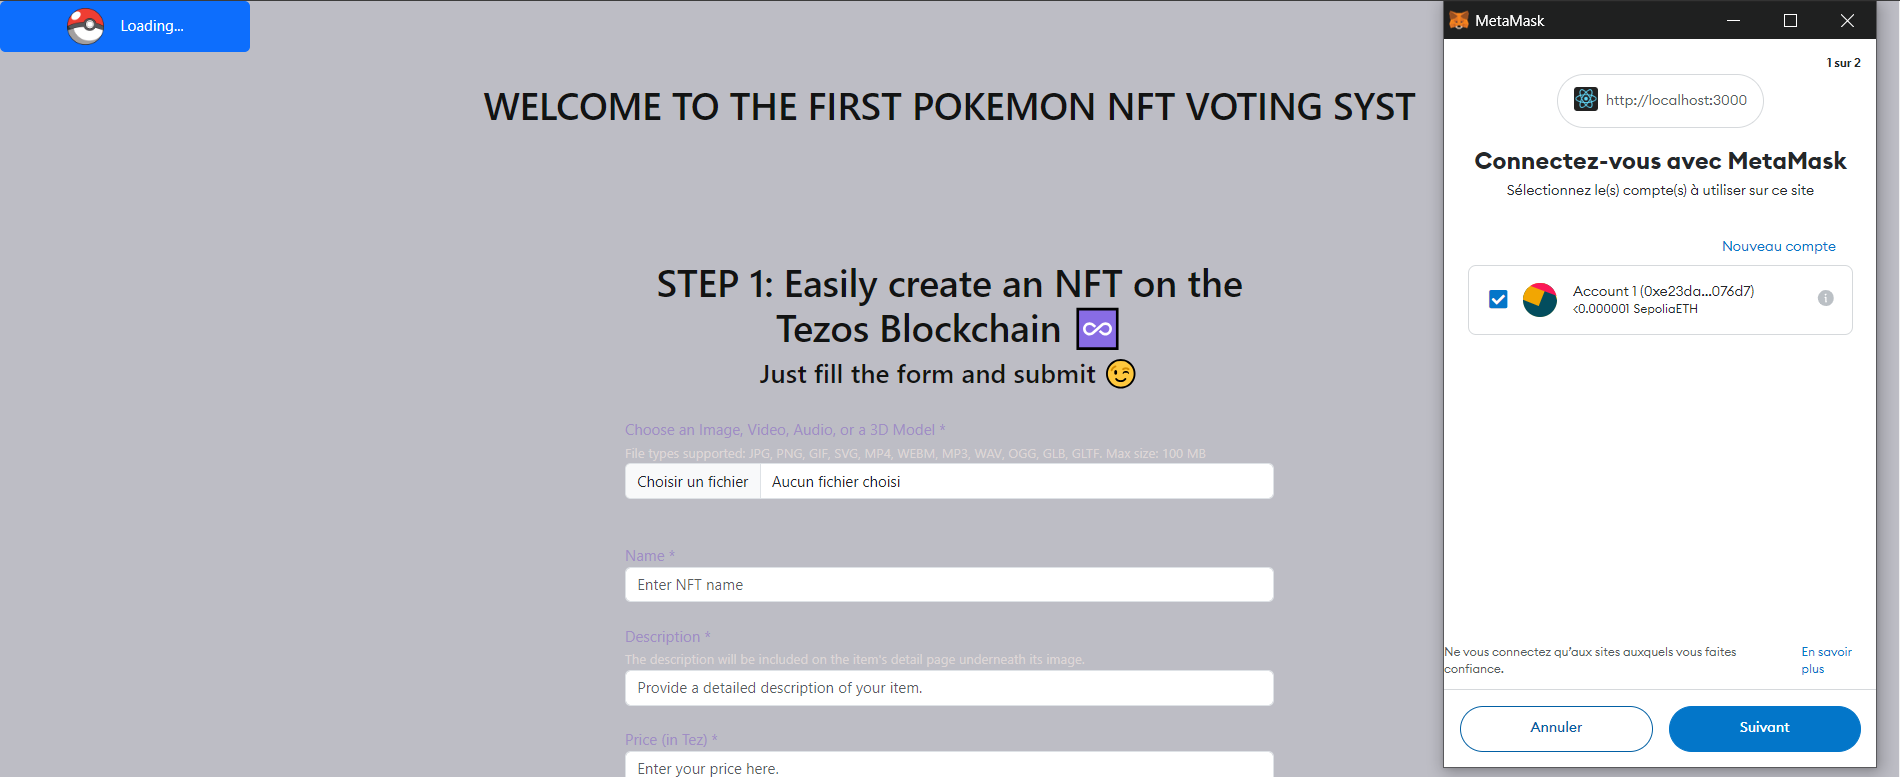 Loading...
WELCOME TO THE FIRST POKEMON NFT VOTING SYST
STEP 1: Easily create an NFT on the
Tezos Blockchain ♾️
Just fill the form and submit 😉
Choose an Image, Video, Audio, or a 3D Model *
File types supported: JPG, PNG, GIF, SVG, MP4, WEBM, MP3, WAV, OGG, GLB, GLTF. Max size: 100 MB
Choisir un fichier Aucun fichier choisi
Name *
Enter NFT name
Description *
The description will be included on the item's detail page underneath its image.
Provide a detailed description of your item.
Price (in Tez) *
Enter your price here.
MetaMask
1 sur 2
http://localhost:3000
Connectez-vous avec MetaMask
Sélectionnez le(s) compte(s) à utiliser sur ce site
Nouveau compte
Account 1 (0xe23da...076d7)
<0.000001 SepoliaETH
Ne vous connectez qu'aux sites auxquels vous faites
confiance.
En savoir
plus
Annuler
Suivant